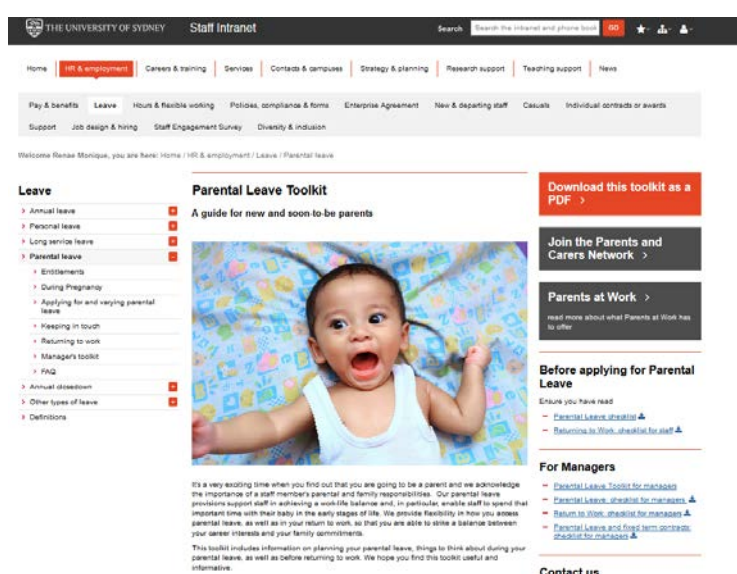 THE UNIVERSITY OF SYDNEY
Staff Intranet
Search
Search the intranet and phone book
GO
Home
HR & employment
Careers & training
Services
Contacts & campuses
Strategy & planning
Research support
Teaching support
News
Pay & benefits
Leave
Hours & flexible working
Policies, compliance & forms
Enterprise Agreement
New & departing staff
Casuals
Individual contracts or awards
Support
Job design & hiring
Staff Engagement Survey
Diversity & inclusion
Welcome Renae Monique, you are here: Home / HR & employment / Leave / Parental leave
Leave
Annual leave
Personal leave
Long service leave
Parental leave
Entitlements
During Pregnancy
Applying for and varying parental
leave
Keeping in touch
Returning to work
Manager's toolkit
FAQ
Annual closedown
Other types of leave
Definitions
Parental Leave Toolkit
A guide for new and soon-to-be parents
It's a very exciting time when you find out that you are going to be a parent and we acknowledge
the importance of a staff member's parental and family responsibilities. Our parental leave
provisions support staff in achieving a work-life balance and, in particular, enable staff to spend that
important time with their baby in the early stages of life. We provide flexibility in how you access
parental leave, as well as in your return to work, so that you are able to strike a balance between
your career interests and your family commitments.
This toolkit includes information on planning your parental leave, things to think about during your
parental leave, as well as before returning to work. We hope you find this toolkit useful and
informative.
Download this toolkit as a
PDF >
Join the Parents and
Carers Network >
Parents at Work >
read more about what Parents at Work has
to offer
Before applying for Parental
Leave
Ensure you have read
Parental Leave checklist
Returning to Work: checklist for staff
For Managers
Parental Leave Toolkit for managers
Parental Leave: checklist for managers
Return to Work: checklist for managers
Parental Leave and fixed term contracts:
checklist for managers
Contact us